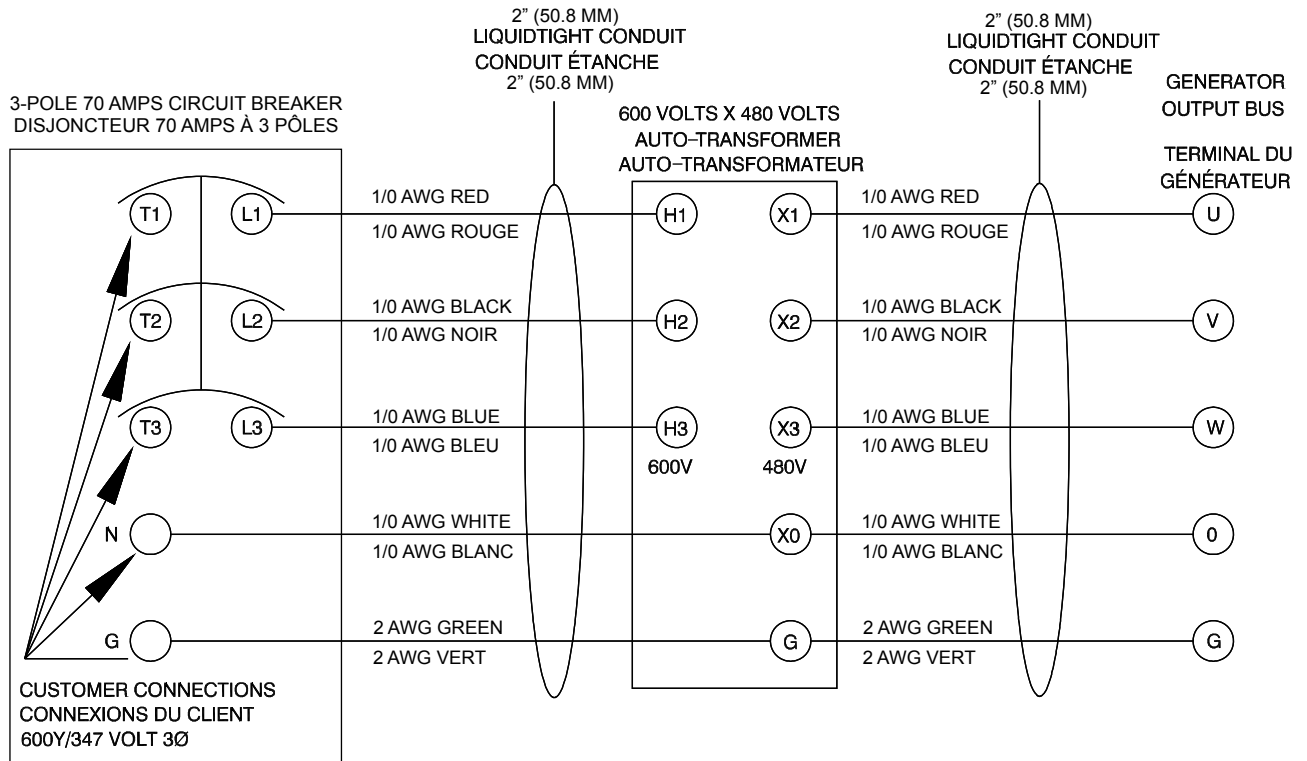 2” (50.8 MM)
LIQUIDTIGHT CONDUIT
CONDUIT ÉTANCHE
2” (50.8 MM)
2” (50.8 MM)
LIQUIDTIGHT CONDUIT
CONDUIT ÉTANCHE
2” (50.8 MM)
GENERATOR
OUTPUT BUS
TERMINAL DU
GÉNÉRATEUR
3-POLE 70 AMPS CIRCUIT BREAKER
DISJONCTEUR 70 AMPS À 3 PÔLES
600 VOLTS X 480 VOLTS
AUTO-TRANSFORMER
AUTO-TRANSFORMATEUR
T1 L1 1/0 AWG RED H1 X1 1/0 AWG RED U
1/0 AWG ROUGE 1/0 AWG ROUGE
T2 L2 1/0 AWG BLACK H2 X2 1/0 AWG BLACK V
1/0 AWG NOIR 1/0 AWG NOIR
T3 L3 1/0 AWG BLUE H3 X3 1/0 AWG BLUE W
1/0 AWG BLEU 1/0 AWG BLEU
600V 480V
N 1/0 AWG WHITE X0 1/0 AWG WHITE 0
1/0 AWG BLANC 1/0 AWG BLANC
G 2 AWG GREEN G 2 AWG GREEN G
2 AWG VERT 2 AWG VERT
CUSTOMER CONNECTIONS
CONNEXIONS DU CLIENT
600Y/347 VOLT 3Ø